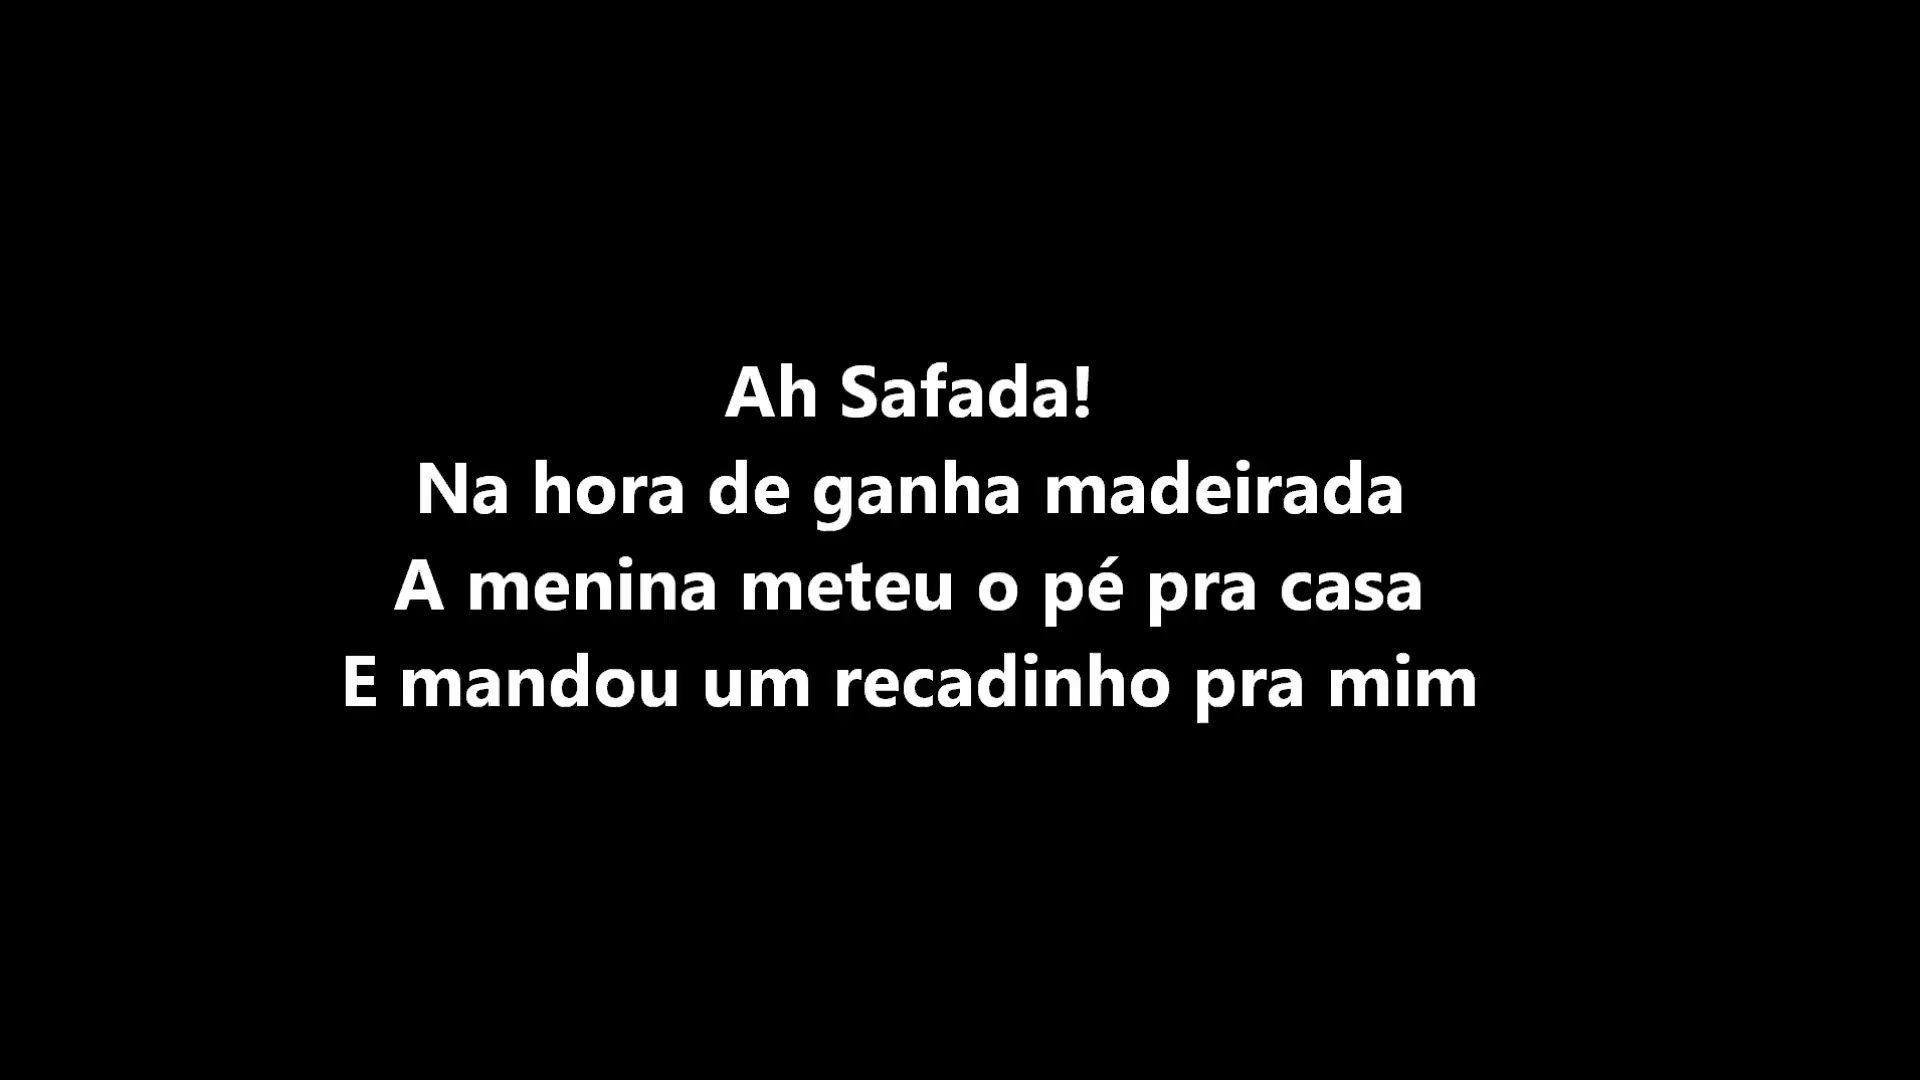 Ah Safada!
Na hora de ganha madeirada
A menina meteu o pé pra casa
E mandou um recadinho pra mim